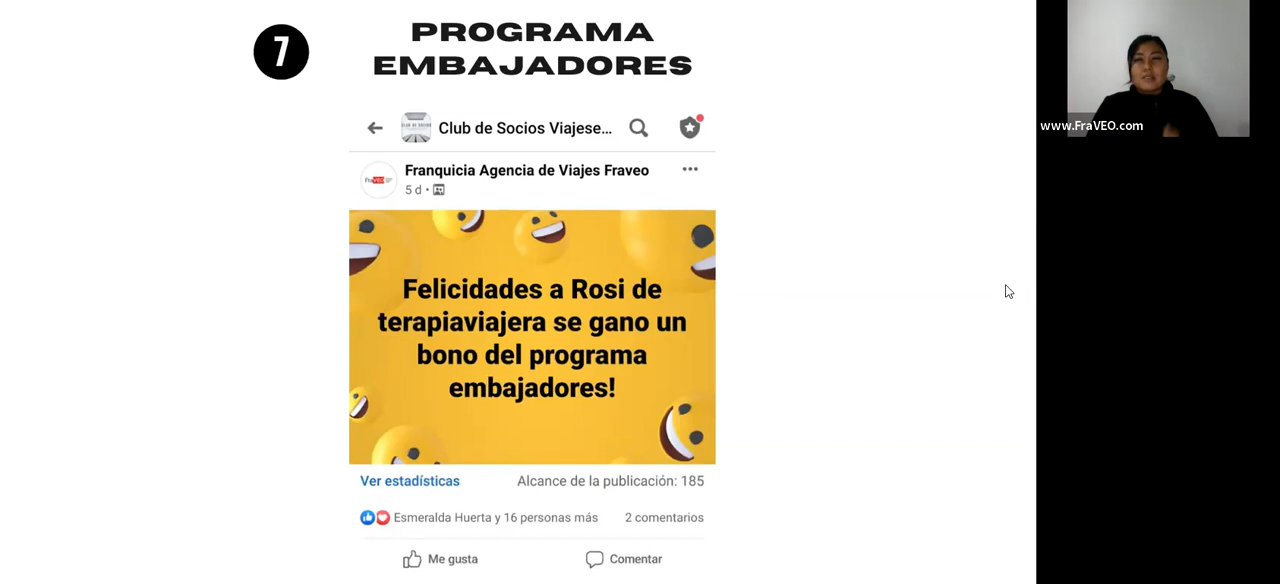 7
PROGRAMA
EMBAJADORES
www.FraVEO.com
Club de Socios Viajese...
Franquicia Agencia de Viajes Fraveo
5 d •
FraVEO
Felicidades a Rosi de
terapiaviajera se gano un
bono del programa
embajadores!
Ver estadísticas
Alcance de la publicación: 185
Esmeralda Huerta y 16 personas más
2 comentarios
Me gusta
Comentar